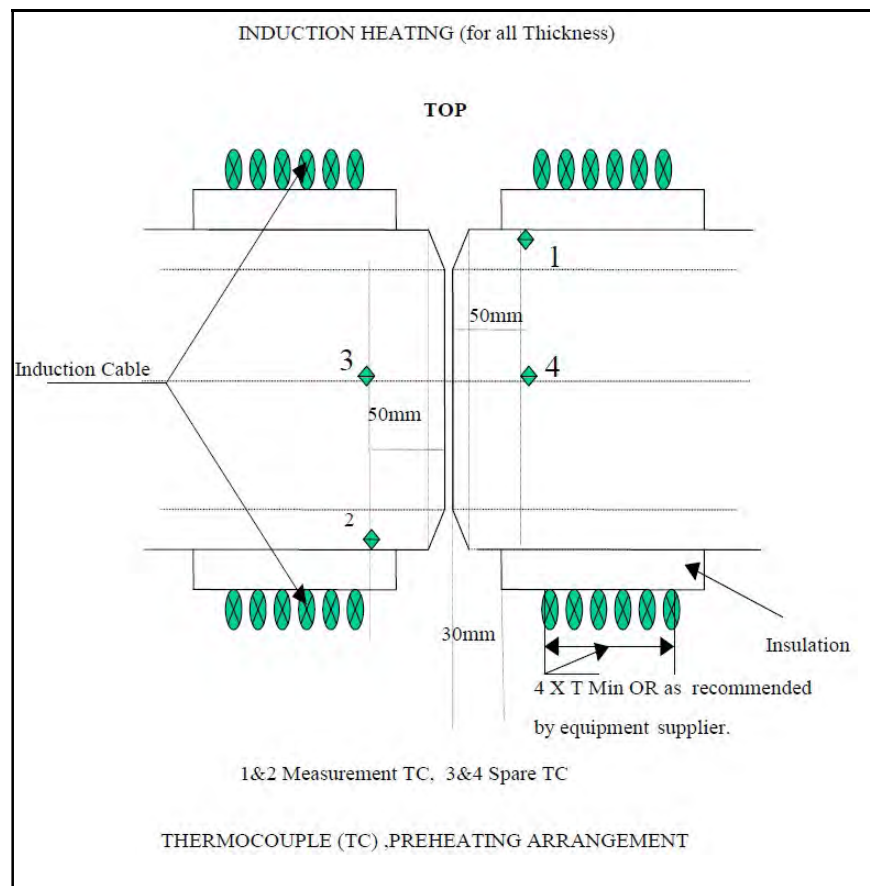 INDUCTION HEATING (for all Thickness)
TOP
1
50mm
3
4
Induction Cable
50mm
2
30mm
Insulation
4 X T Min OR as recommended
by equipment supplier.
1&2 Measurement TC, 3&4 Spare TC
THERMOCOUPLE (TC) ,PREHEATING ARRANGEMENT